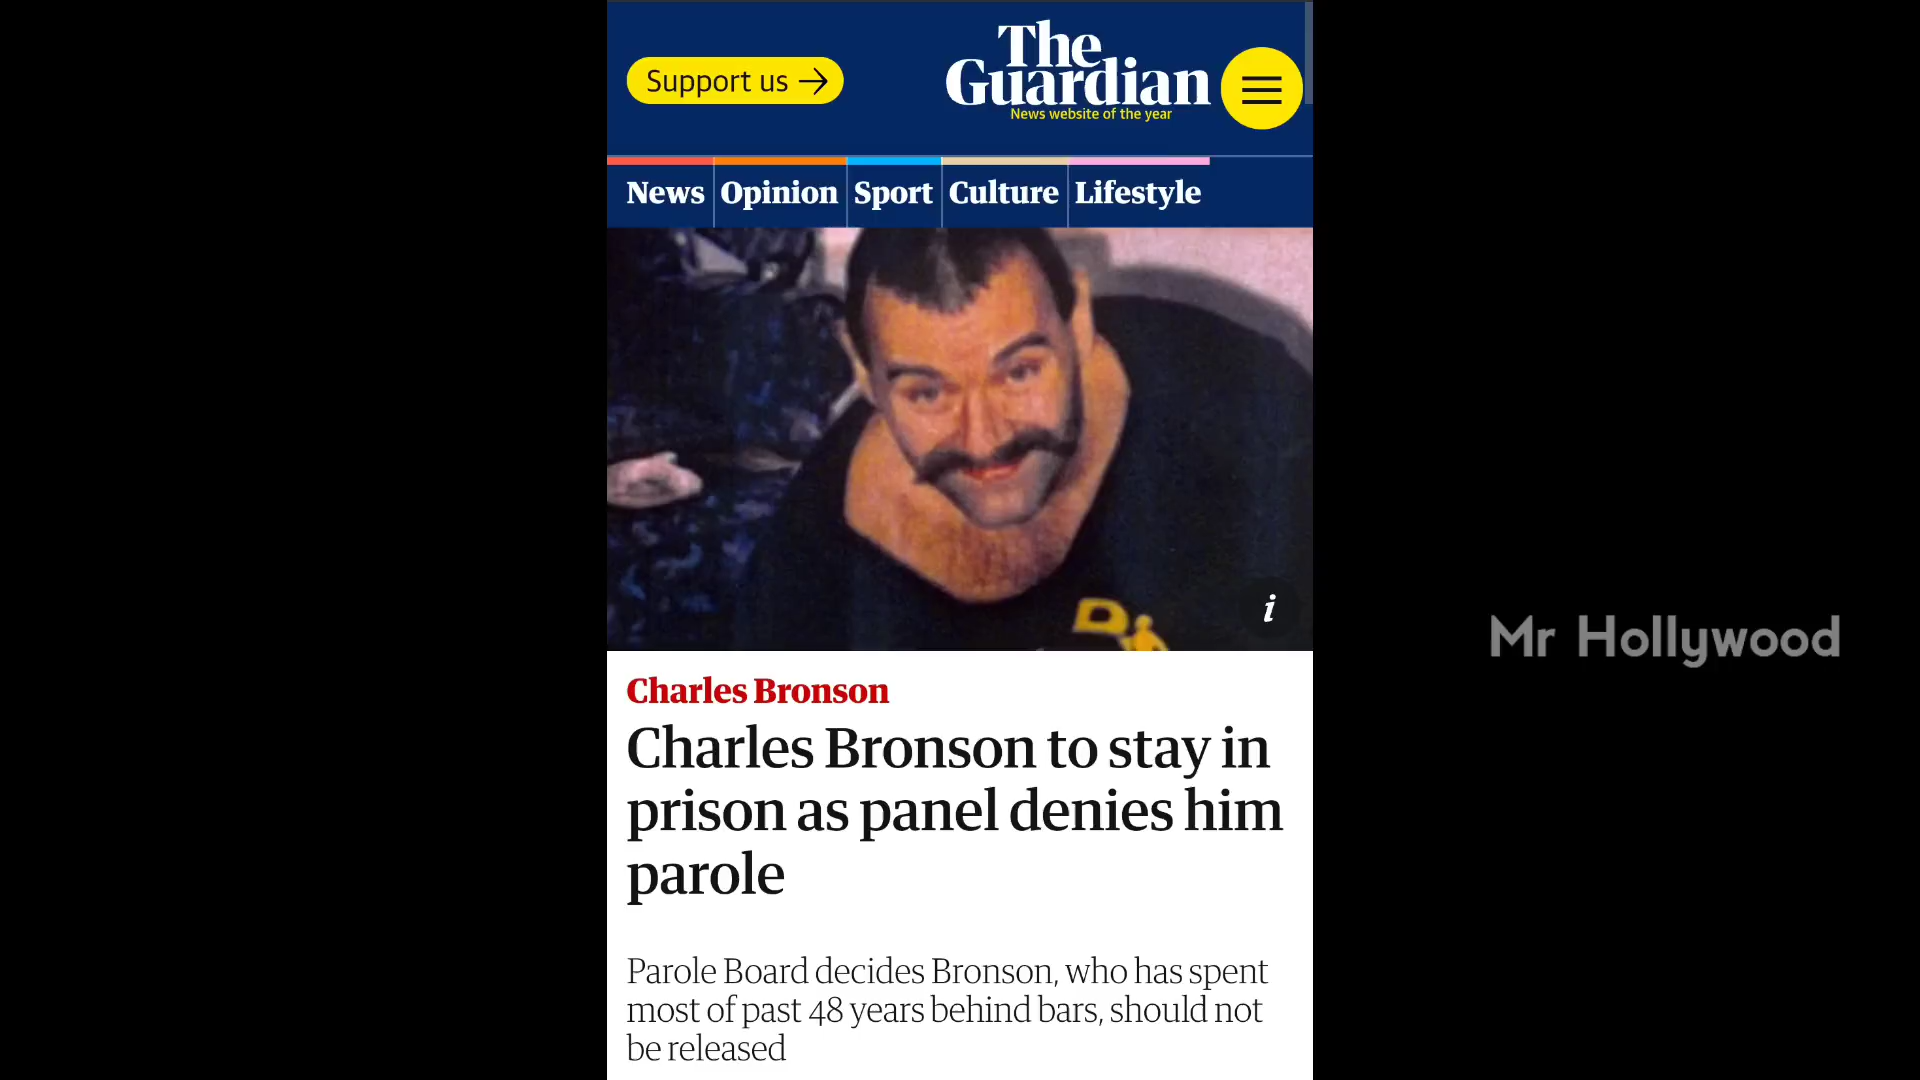 Support us
The
Guardian
News website of the year
News Opinion Sport Culture Lifestyle
D
i
Mr Hollywood
Charles Bronson
Charles Bronson to stay in
prison as panel denies him
parole
Parole Board decides Bronson, who has spent
most of past 48 years behind bars, should not
be released